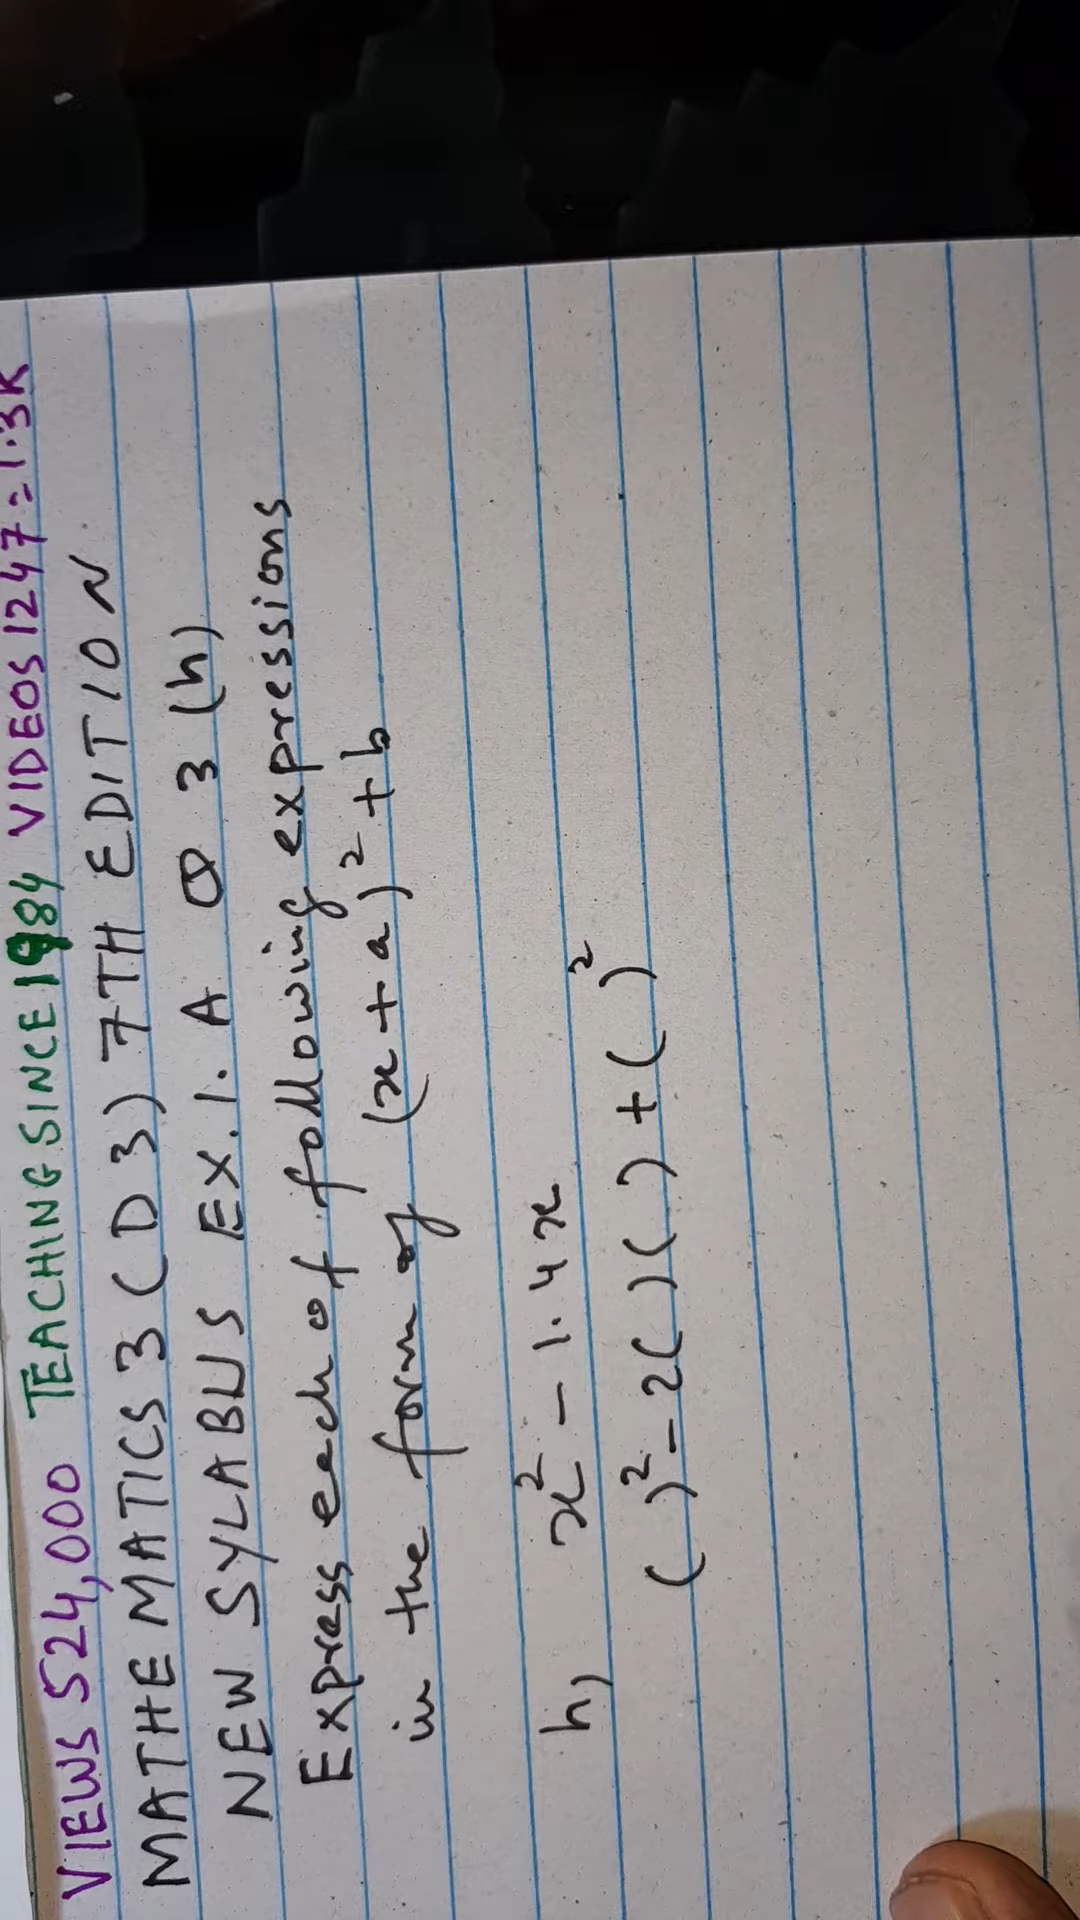 VIEWS 524,000 TEACHING SINCE 1984 VIDEOS 1247=1.3K
MATHEMATICS 3 (D3) 7TH EDITION
NEW SYLABUS EX.1.A Q 3 (h)
Express each of following expressions
in the form of (x+a)²+b
h) x² - 1.4x
( )² - 2( )( ) + ( )²